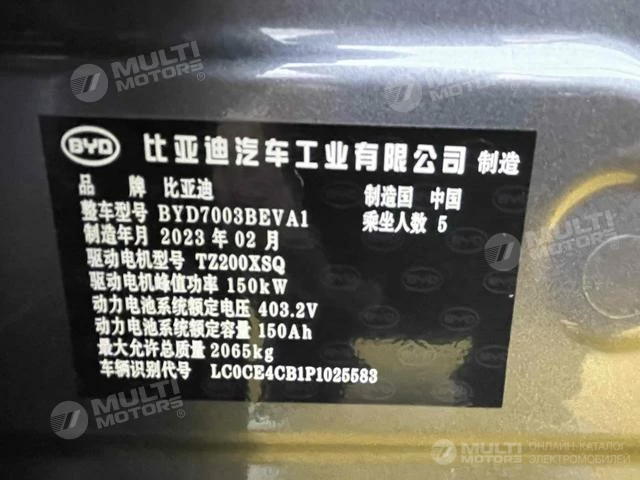 MULTI MOTORS
MULTI MOTORS
BYD 比亚迪汽车工业有限公司 制造
品 牌 比亚迪 制造国 中国
整车型号 BYD7003BEVA1 乘坐人数 5
制造年月 2023 年 02 月
驱动电机型号 TZ200XSQ
驱动电机峰值功率 150kW
动力电池系统额定电压 403.2V
动力电池系统额定容量 150Ah
最大允许总质量 2065kg
车辆识别代号 LC0CE4CB1P1025583
MULTI MOTORS
MULTI MOTORS
MULTI MOTORS
ОНЛАЙН-КАТАЛОГ
ЭЛЕКТРОМОБИЛЕЙ